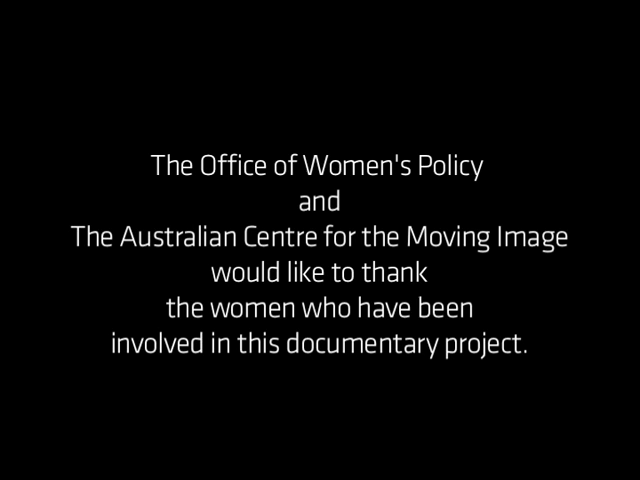 The Office of Women's Policy
and
The Australian Centre for the Moving Image
would like to thank
the women who have been
involved in this documentary project.